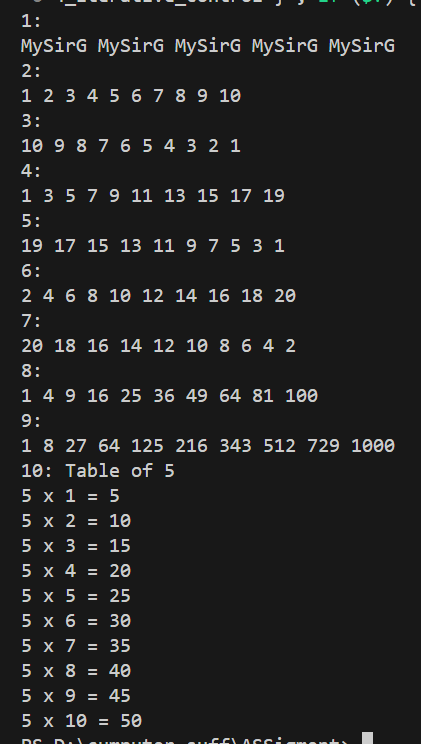 1:
MySirG MySirG MySirG MySirG MySirG
2:
1 2 3 4 5 6 7 8 9 10
3:
10 9 8 7 6 5 4 3 2 1
4:
1 3 5 7 9 11 13 15 17 19
5:
19 17 15 13 11 9 7 5 3 1
6:
2 4 6 8 10 12 14 16 18 20
7:
20 18 16 14 12 10 8 6 4 2
8:
1 4 9 16 25 36 49 64 81 100
9:
1 8 27 64 125 216 343 512 729 1000
10: Table of 5
5 x 1 = 5
5 x 2 = 10
5 x 3 = 15
5 x 4 = 20
5 x 5 = 25
5 x 6 = 30
5 x 7 = 35
5 x 8 = 40
5 x 9 = 45
5 x 10 = 50